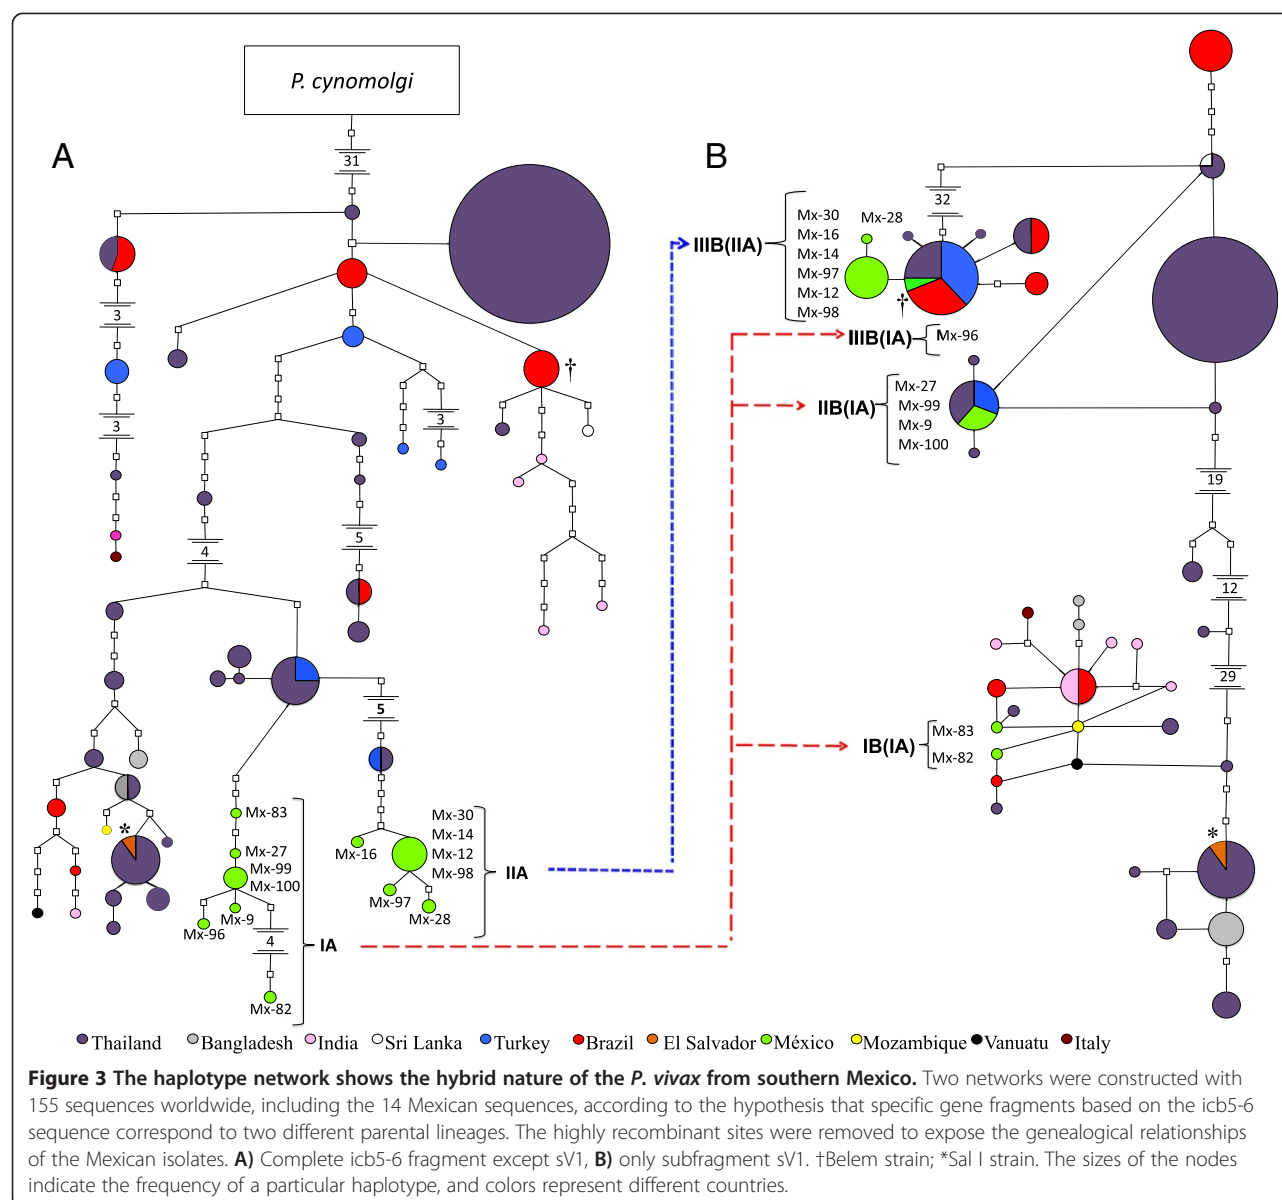 P. cynomolgi
A
B
31
3
3
4
5
3
†
5
*
Mx-83
Mx-27
Mx-99
Mx-100
Mx-9
Mx-96
4
Mx-82
IA
Mx-16
Mx-30
Mx-14
Mx-12
Mx-98
Mx-97
Mx-28
IIA
IIIB(IIA)
Mx-30
Mx-16
Mx-14
Mx-97
Mx-12
Mx-98
Mx-28
32
†
IIIB(IA)
Mx-96
IIB(IA)
Mx-27
Mx-99
Mx-9
Mx-100
19
12
29
IB(IA)
Mx-83
Mx-82
*
Thailand Bangladesh India Sri Lanka Turkey Brazil El Salvador México Mozambique Vanuatu Italy
Figure 3 The haplotype network shows the hybrid nature of the P. vivax from southern Mexico. Two networks were constructed with
155 sequences worldwide, including the 14 Mexican sequences, according to the hypothesis that specific gene fragments based on the icb5-6
sequence correspond to two different parental lineages. The highly recombinant sites were removed to expose the genealogical relationships
of the Mexican isolates. A) Complete icb5-6 fragment except sV1, B) only subfragment sV1. †Belem strain; *Sal I strain. The sizes of the nodes
indicate the frequency of a particular haplotype, and colors represent different countries.